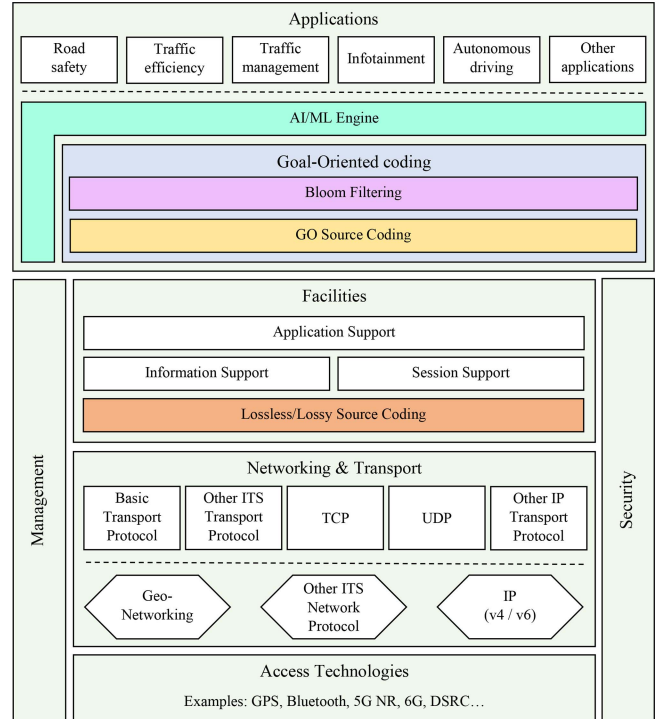 Applications
Road
safety
Traffic
efficiency
Traffic
management
Infotainment
Autonomous
driving
Other
applications
AI/ML Engine
Goal-Oriented coding
Bloom Filtering
GO Source Coding
Management
Facilities
Application Support
Information Support
Session Support
Lossless/Lossy Source Coding
Networking & Transport
Basic
Transport
Protocol
Other ITS
Transport
Protocol
TCP
UDP
Other IP
Transport
Protocol
Geo-
Networking
Other ITS
Network
Protocol
IP
(v4 / v6)
Access Technologies
Examples: GPS, Bluetooth, 5G NR, 6G, DSRC…
Security